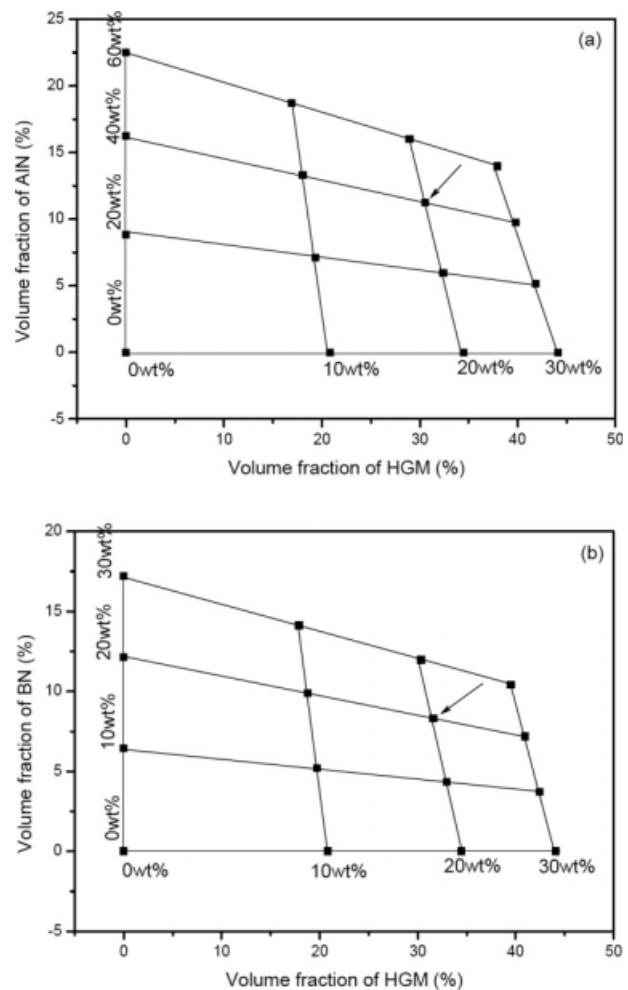 (a)
25
20
15
10
5
0
-5
Volume fraction of AlN (%)
60wt%
40wt%
20wt%
0wt%
0wt%
10wt%
20wt%
30wt%
0
10
20
30
40
50
Volume fraction of HGM (%)
(b)
20
15
10
5
0
-5
Volume fraction of BN (%)
30wt%
20wt%
10wt%
0wt%
0wt%
10wt%
20wt%
30wt%
0
10
20
30
40
50
Volume fraction of HGM (%)